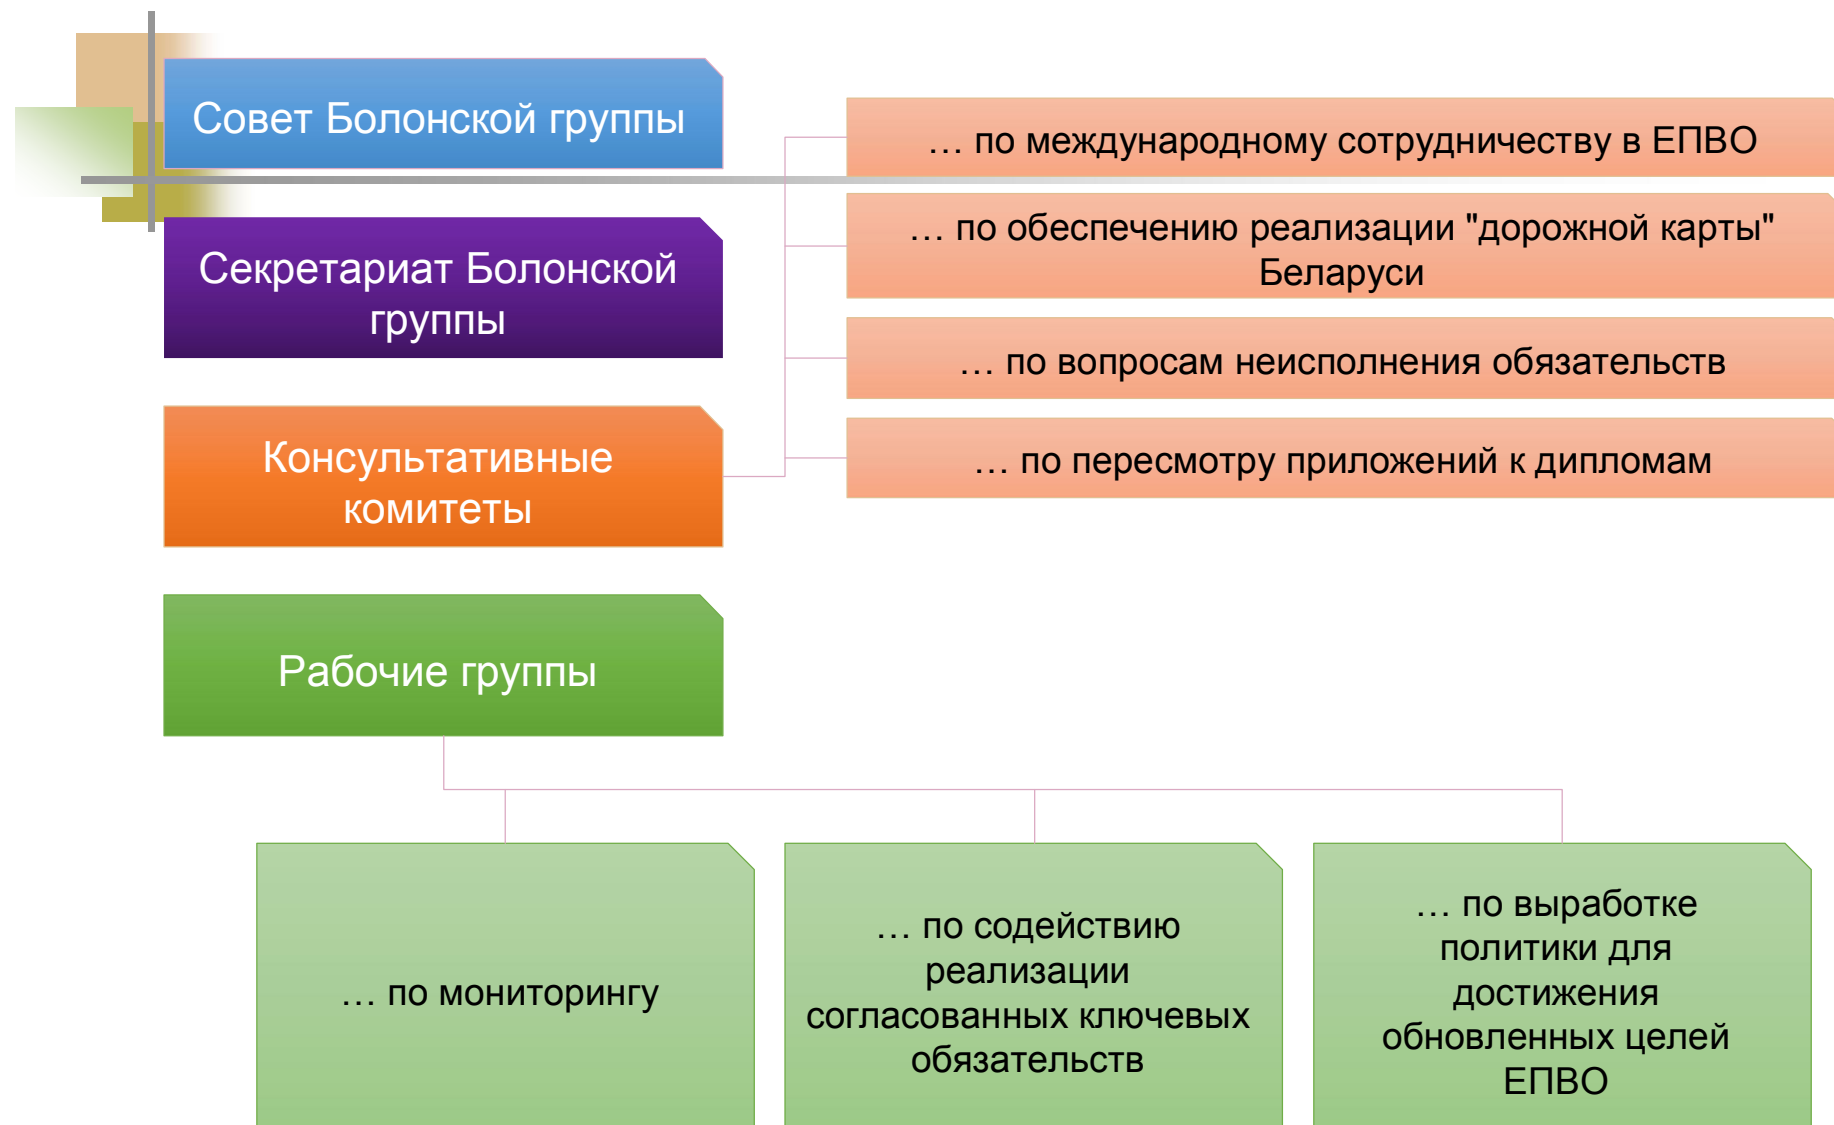 Совет Болонской группы
Секретариат Болонской
группы
Консультативные
комитеты
… по международному сотрудничеству в ЕПВО
… по обеспечению реализации "дорожной карты"
Беларуси
… по вопросам неисполнения обязательств
… по пересмотру приложений к дипломам
Рабочие группы
… по мониторингу
… по содействию
реализации
согласованных ключевых
обязательств
… по выработке
политики для
достижения
обновленных целей
ЕПВО